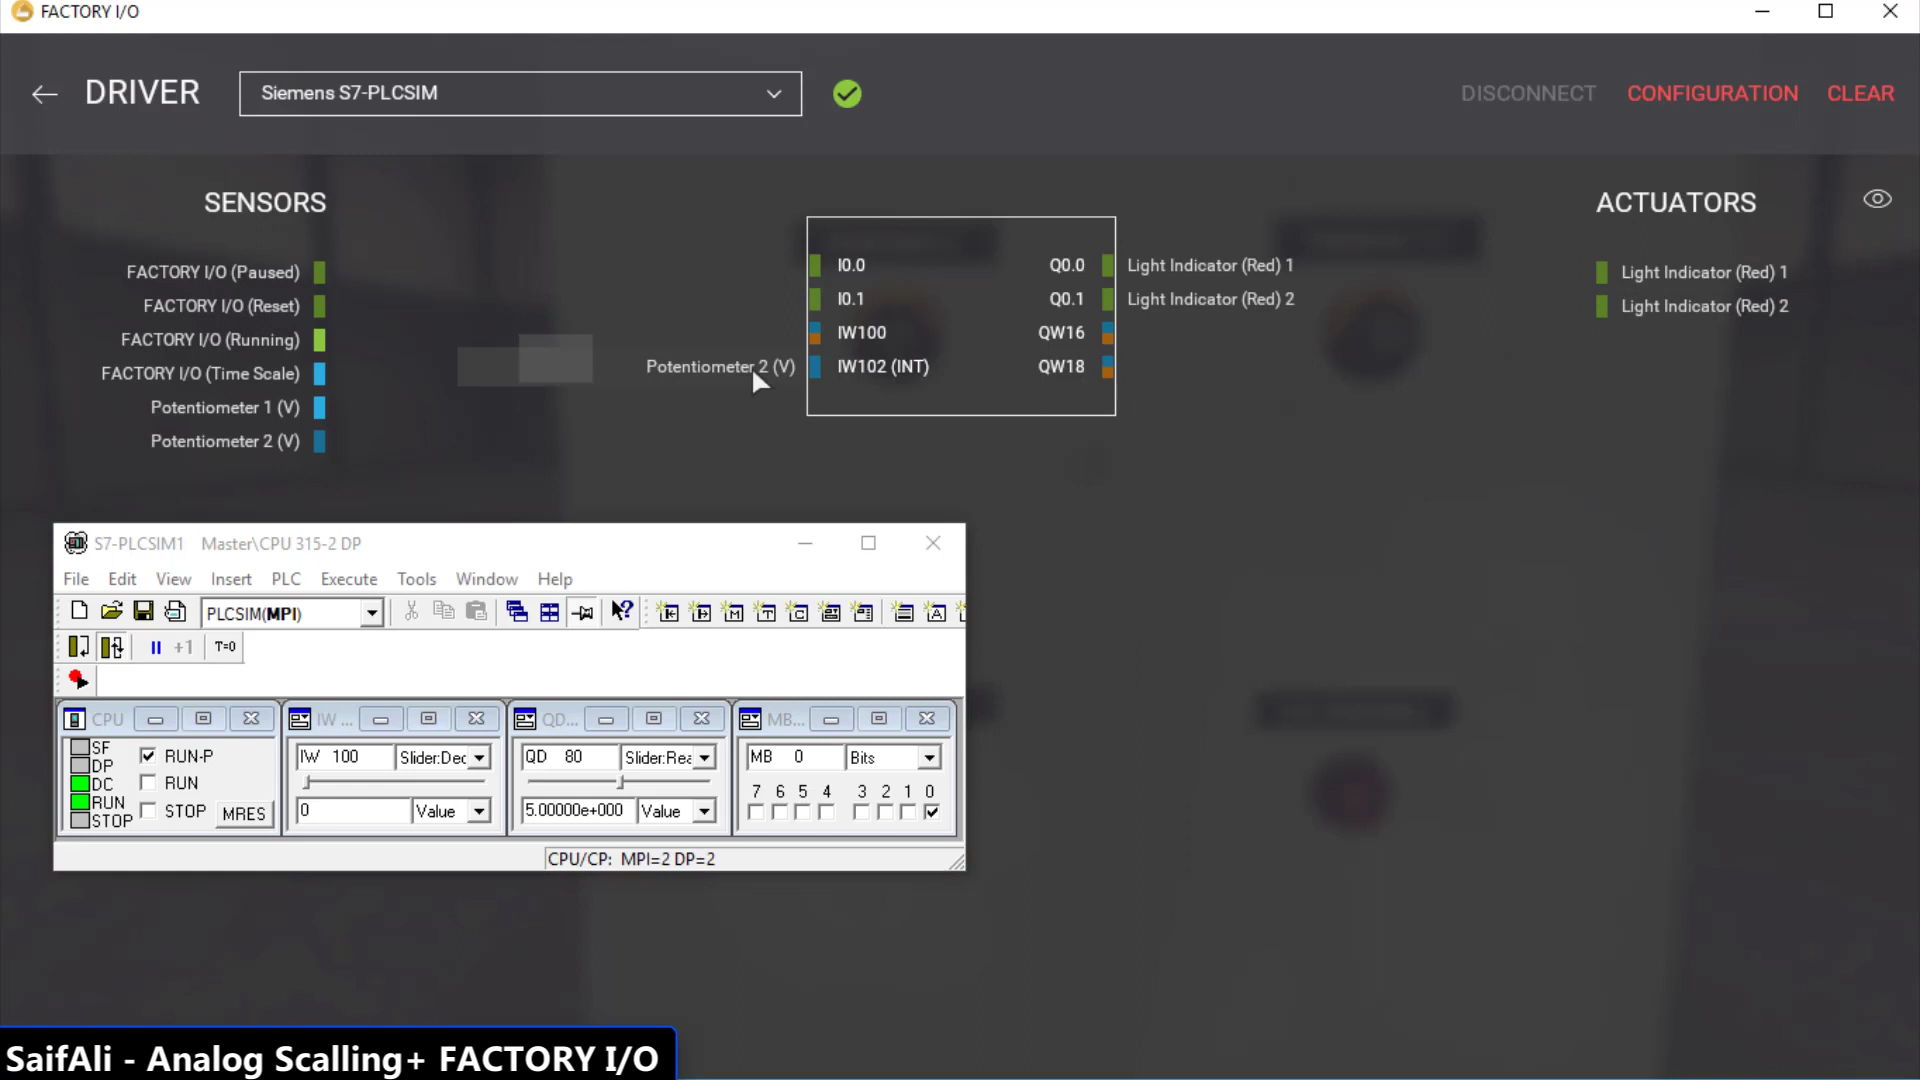 FACTORY I/O
DRIVER
Siemens S7-PLCSIM
DISCONNECT
CONFIGURATION
CLEAR
SENSORS
ACTUATORS
FACTORY I/O (Paused)
FACTORY I/O (Reset)
FACTORY I/O (Running)
FACTORY I/O (Time Scale)
Potentiometer 1 (V)
Potentiometer 2 (V)
Potentiometer 2 (V)
I0.0
I0.1
IW100
IW102 (INT)
Q0.0
Q0.1
QW16
QW18
Light Indicator (Red) 1
Light Indicator (Red) 2
Light Indicator (Red) 1
Light Indicator (Red) 2
S7-PLCSIM1 Master\CPU 315-2 DP
File Edit View Insert PLC Execute Tools Window Help
PLCSIM(MPI)
+1 T=0
CPU
SF
DP
DC
RUN
STOP
RUN-P
RUN
STOP
MRES
IW ...
IW 100
Slider:Dec
0
Value
QD...
QD 80
Slider:Rea
5.00000e+000
Value
MB...
MB 0
Bits
7 6 5 4 3 2 1 0
CPU/CP: MPI=2 DP=2
SaifAli - Analog Scalling+ FACTORY I/O